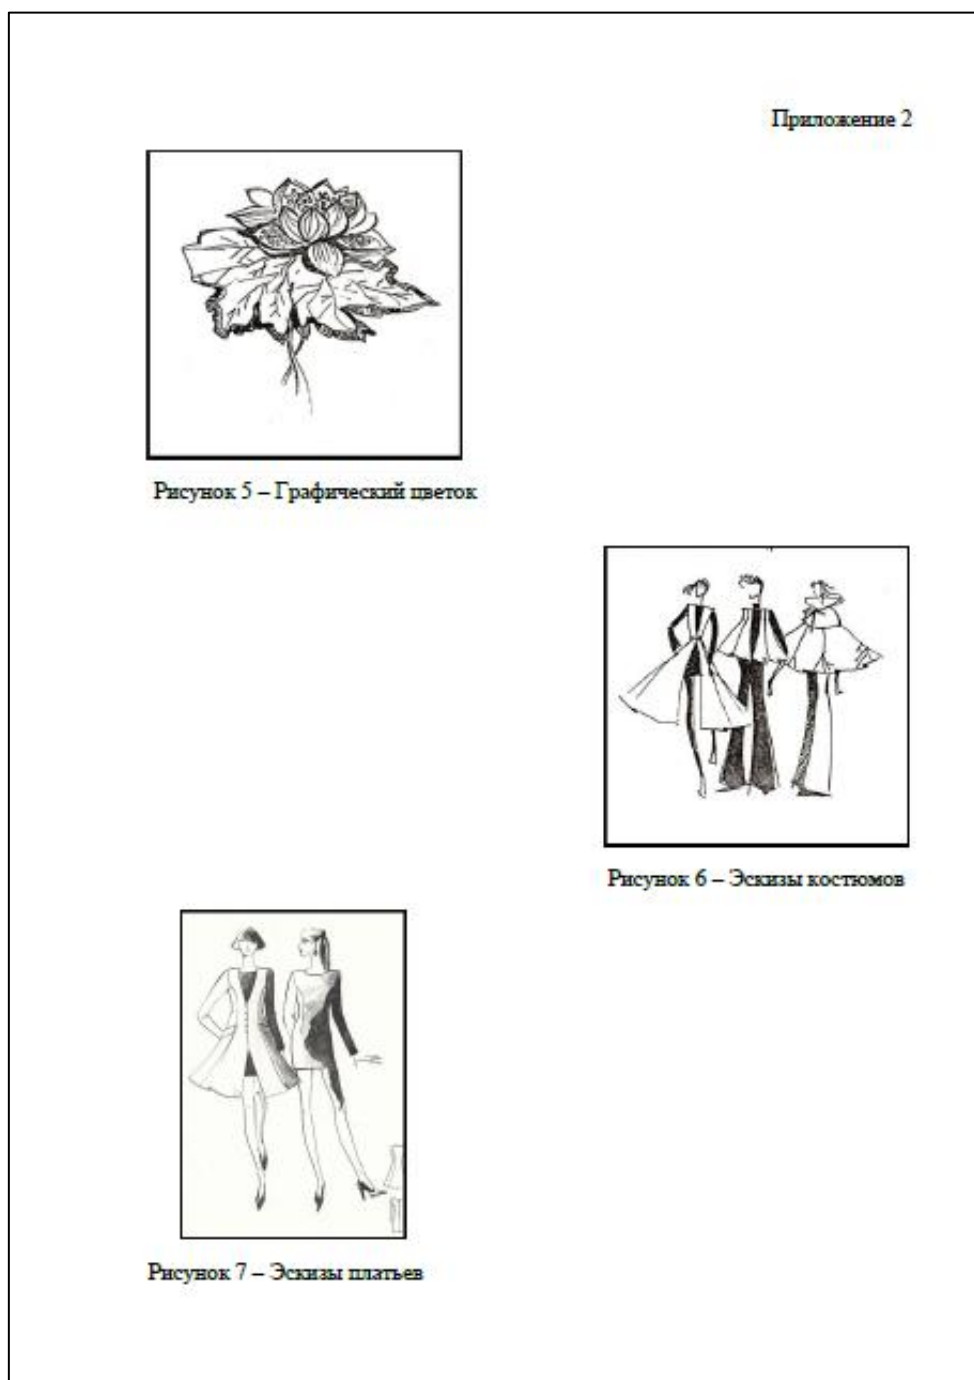 Приложение 2
Рисунок 5 – Графический цветок
Рисунок 6 – Эскизы костюмов
Рисунок 7 – Эскизы платьев